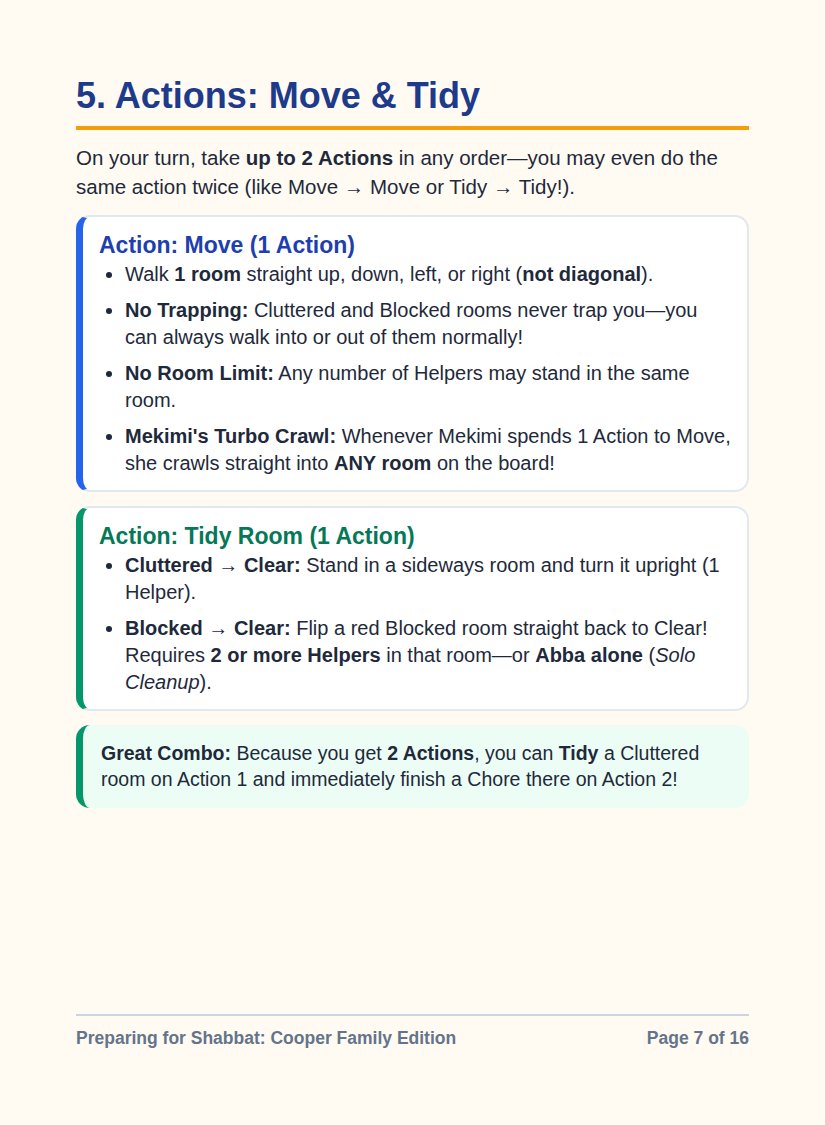 5. Actions: Move & Tidy
On your turn, take up to 2 Actions in any order—you may even do the
same action twice (like Move → Move or Tidy → Tidy!).
Action: Move (1 Action)
• Walk 1 room straight up, down, left, or right (not diagonal).
• No Trapping: Cluttered and Blocked rooms never trap you—you
can always walk into or out of them normally!
• No Room Limit: Any number of Helpers may stand in the same
room.
• Mekimi's Turbo Crawl: Whenever Mekimi spends 1 Action to Move,
she crawls straight into ANY room on the board!
Action: Tidy Room (1 Action)
• Cluttered → Clear: Stand in a sideways room and turn it upright (1
Helper).
• Blocked → Clear: Flip a red Blocked room straight back to Clear!
Requires 2 or more Helpers in that room—or Abba alone (Solo
Cleanup).
Great Combo: Because you get 2 Actions, you can Tidy a Cluttered
room on Action 1 and immediately finish a Chore there on Action 2!
Preparing for Shabbat: Cooper Family Edition
Page 7 of 16